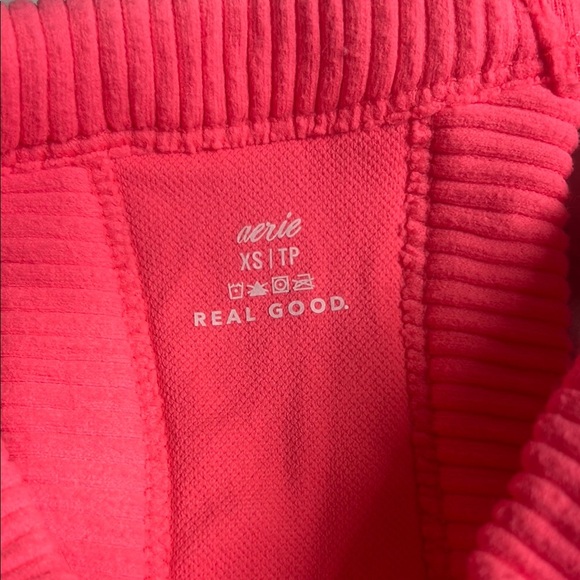 aerie
XS | TP
REAL GOOD.